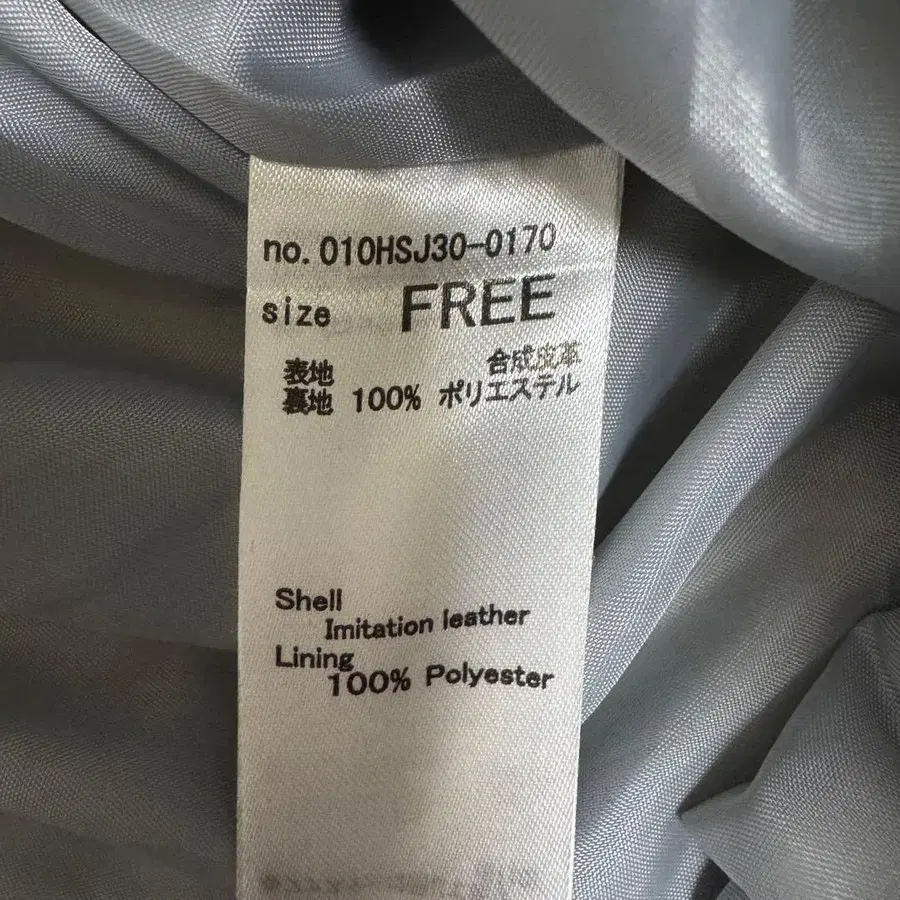 no. 010HSJ30-0170
size FREE
表地 合成皮革
裏地 100% ポリエステル
Shell
Imitation leather
Lining
100% Polyester